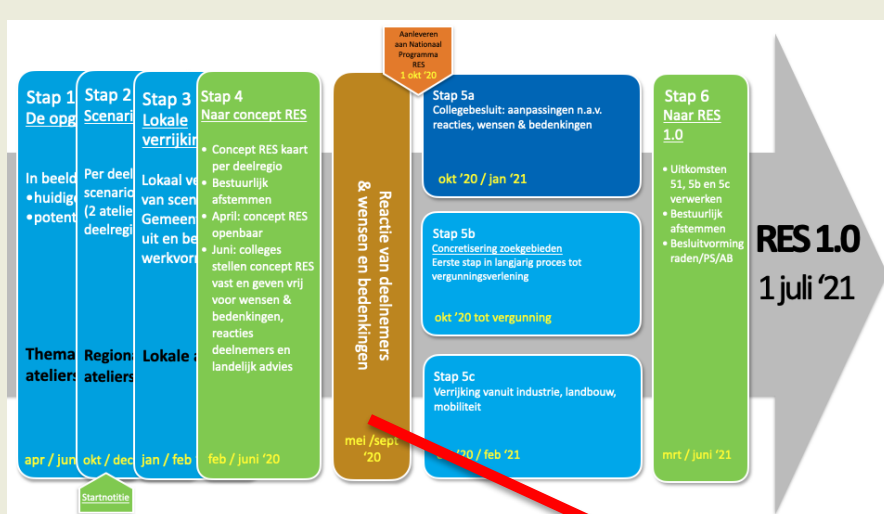 Aanleveren
aan Nationaal
Programma
RES
1 okt '20
Stap 1
De opg
In beeld
•huidig
•potent
Thema
ateliers
apr / jun
Stap 2
Scenari
Per deel
scenario
(2 atelie
deelregi
Region
ateliers
okt / dec
Startnotitie
Stap 3
Lokale
verrijkin
Lokaal ve
van scen
Gemeen
uit en be
werkvor
Lokale a
jan / feb
Stap 4
Naar concept RES
• Concept RES kaart
per deelregio
• Bestuurlijk
afstemmen
• April: concept RES
openbaar
• Juni: colleges
stellen concept RES
vast en geven vrij
voor wensen &
bedenkingen,
reacties
deelnemers en
landelijk advies
feb / juni '20
Reactie van deelnemers
& wensen en bedenkingen
mei /sept
'20
Stap 5a
Collegebesluit: aanpassingen n.a.v.
reacties, wensen & bedenkingen
okt '20 / jan '21
Stap 5b
Concretisering zoekgebieden
Eerste stap in langjarig proces tot
vergunningsverlening
okt '20 tot vergunning
Stap 5c
Verrijking vanuit industrie, landbouw,
mobiliteit
'20 / feb '21
Stap 6
Naar RES
1.0
• Uitkomsten
51, 5b en 5c
verwerken
• Bestuurlijk
afstemmen
• Besluitvorming
raden/PS/AB
mrt / juni '21
RES 1.0
1 juli '21